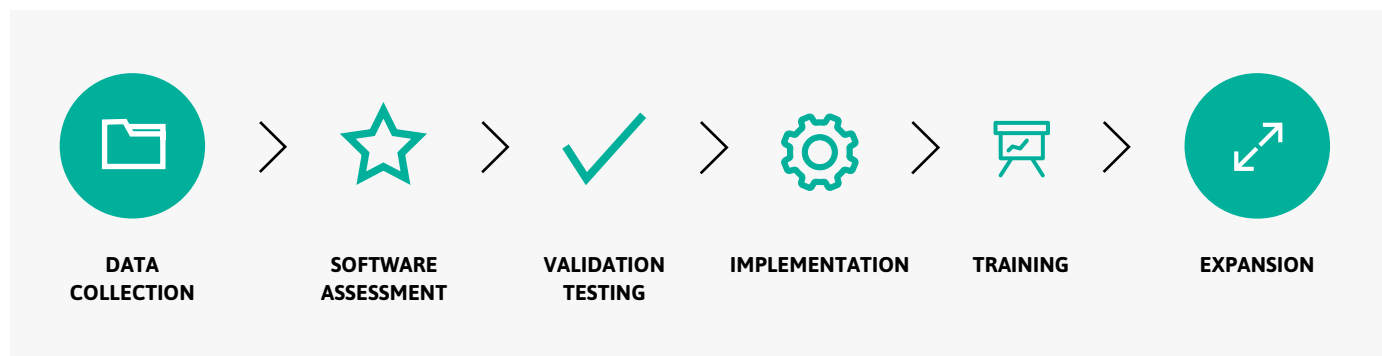 DATA
COLLECTION
SOFTWARE
ASSESSMENT
VALIDATION
TESTING
IMPLEMENTATION
TRAINING
EXPANSION